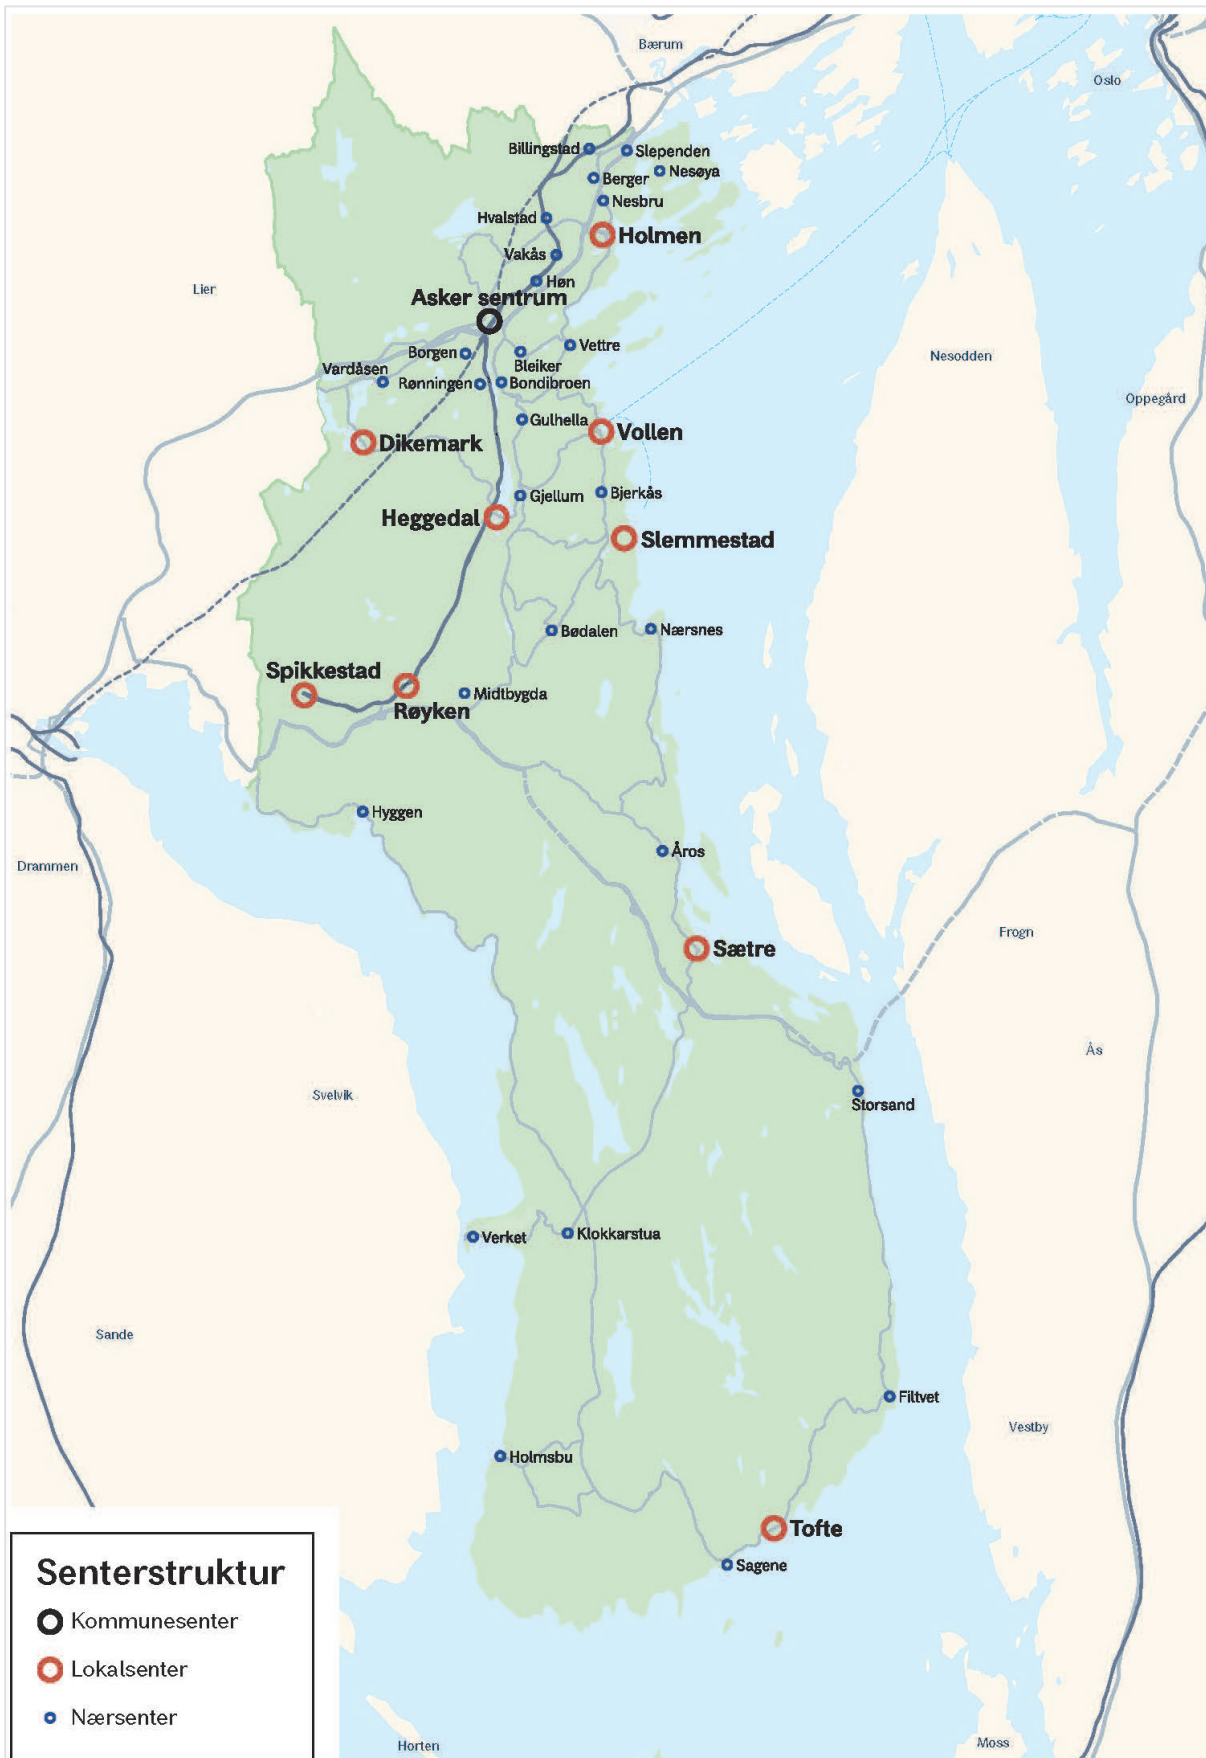 Bærum
Oslo
Billingstad
Slependen
Nesøya
Berger
Nesbru
Hvalstad
Holmen
Vakås
Høn
Lier
Asker sentrum
Vettre
Borgen
Bleiker
Nesodden
Vardåsen
Rønningen
Bondibroen
Oppegård
Gulhella
Vollen
Dikemark
Gjellum
Bjerkås
Heggedal
Slemmestad
Bødalen
Nærsnes
Spikkestad
Midtbygda
Røyken
Hyggen
Åros
Drammen
Frogn
Sætre
Ås
Svelvik
Storsand
Verket
Klokkarstua
Sande
Filtvet
Vestby
Holmsbu
Tofte
Sagene
Senterstruktur
Kommunesenter
Lokalsenter
Nærsenter
Horten
Moss